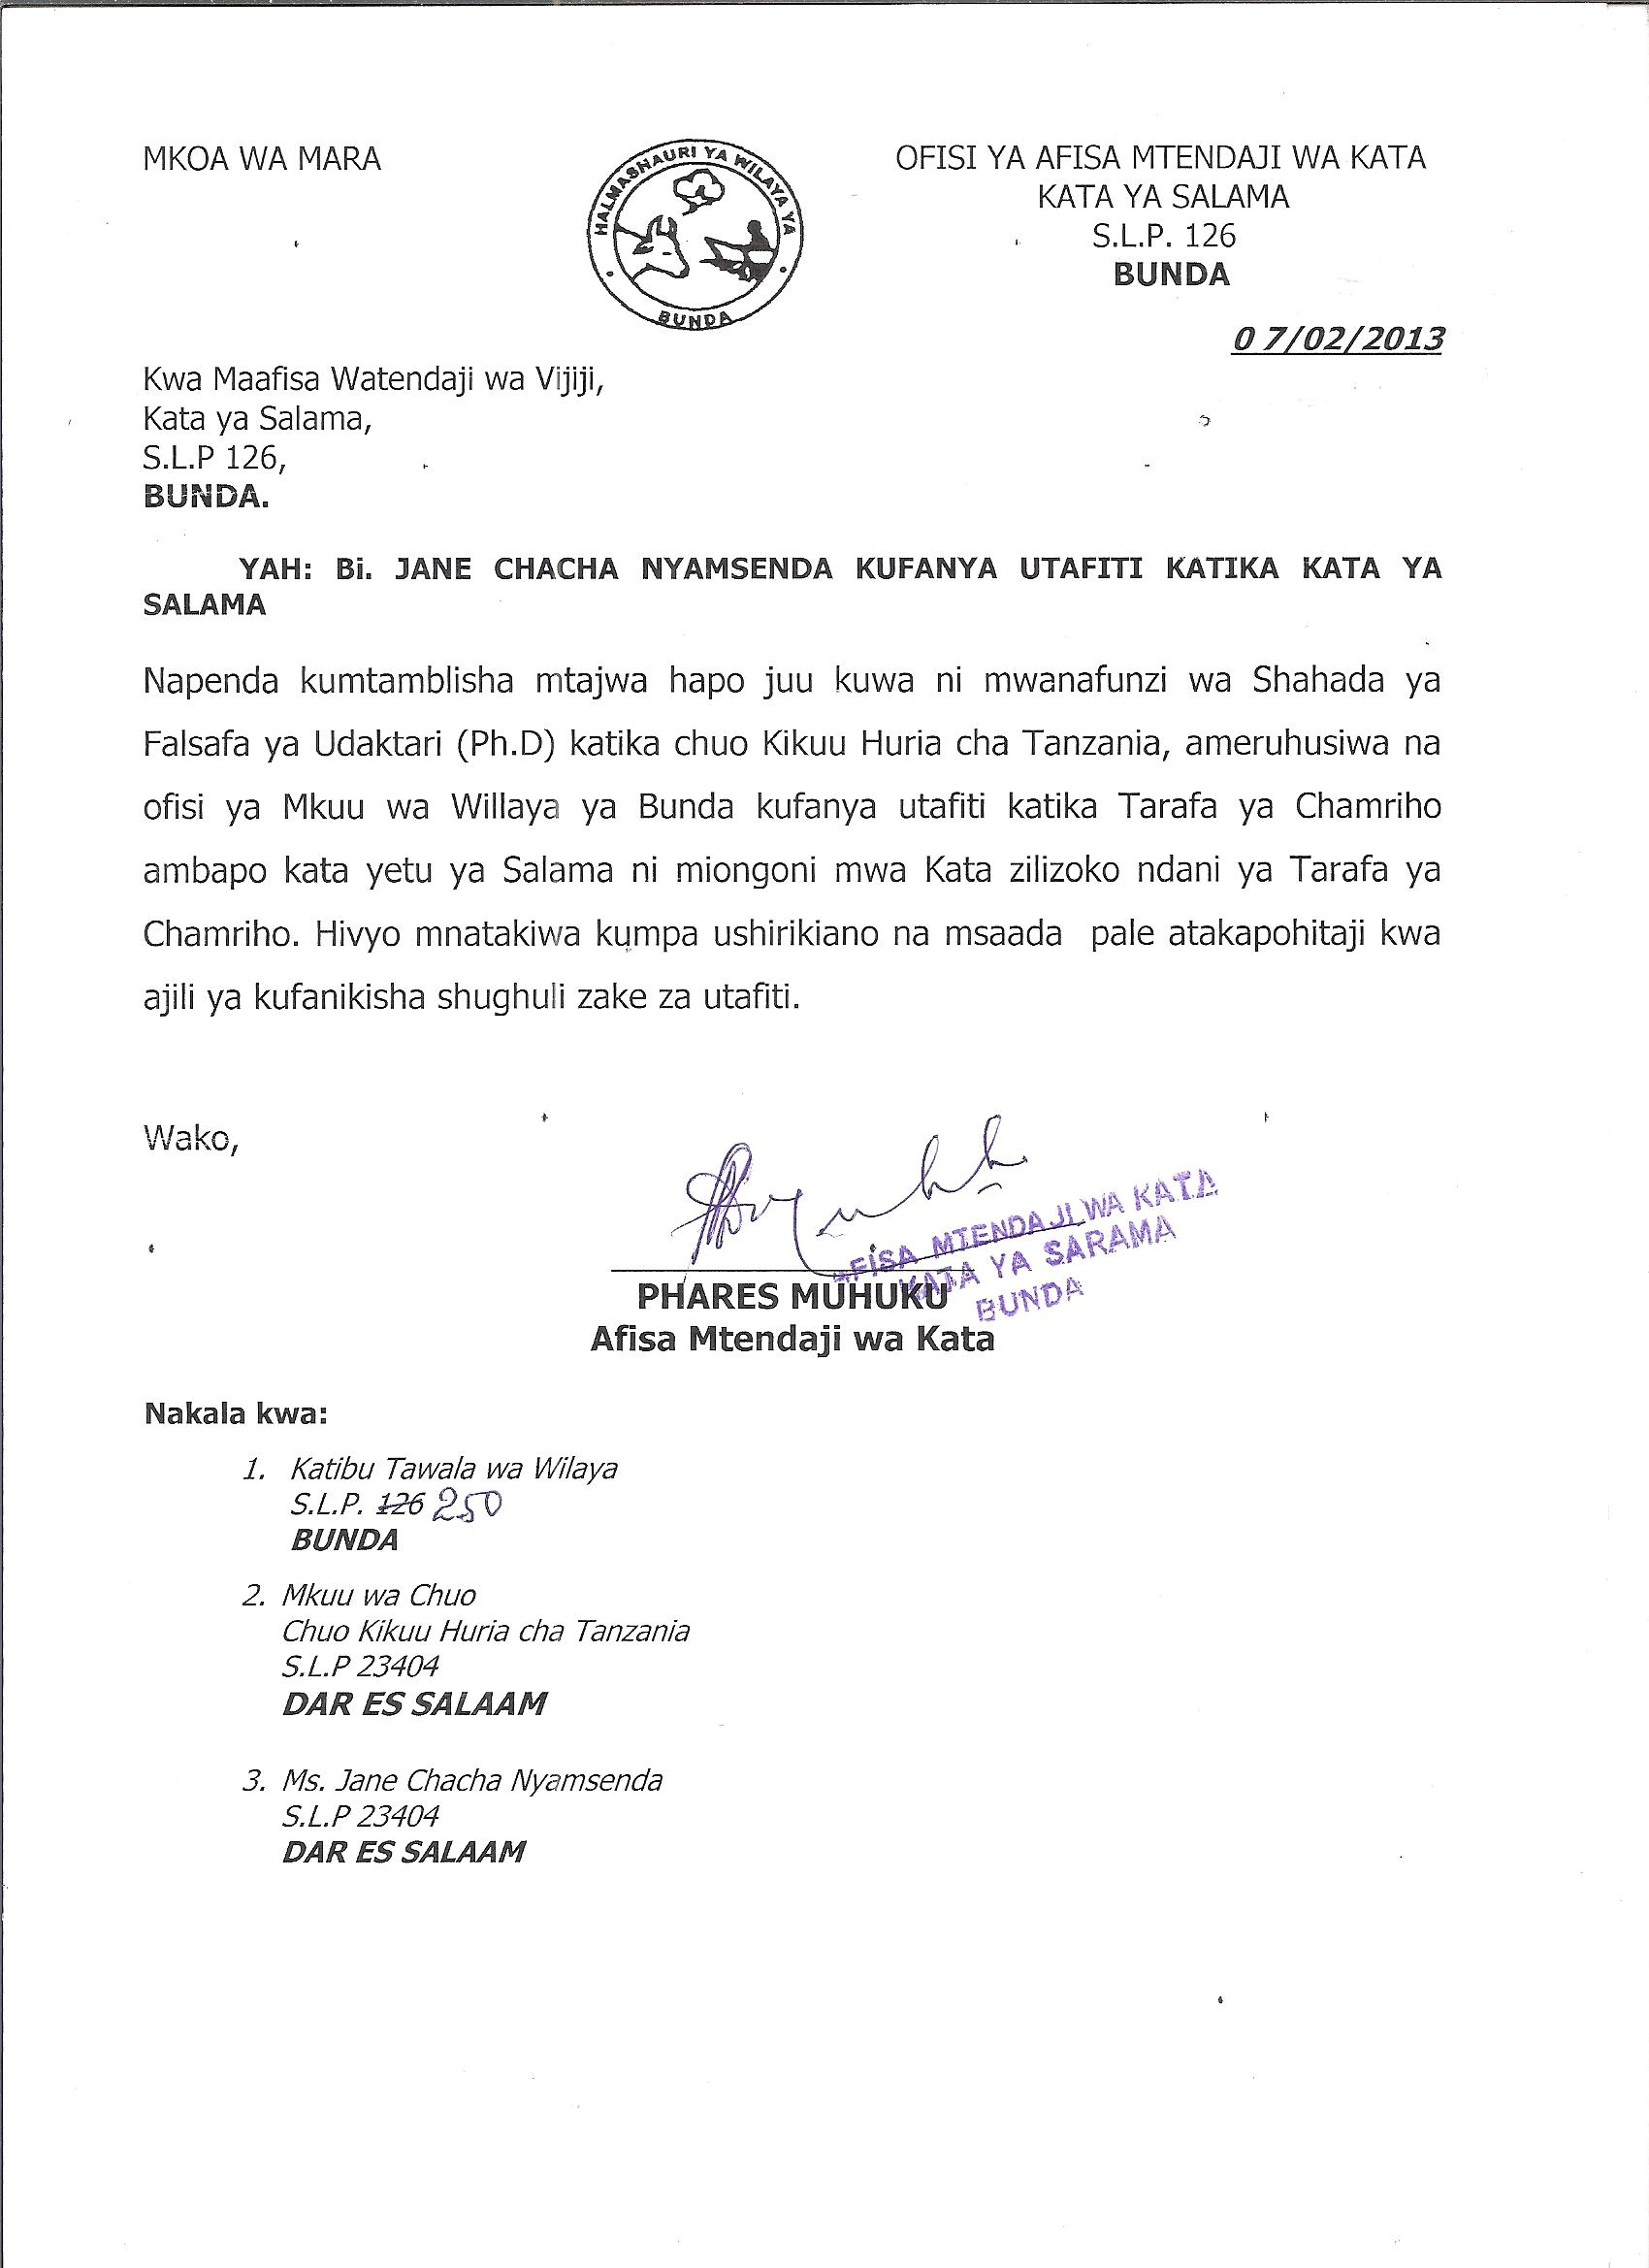 MKOA WA MARA
HALMASHAURI YA WILAYA YA
BUNDA
OFISI YA AFISA MTENDAJI WA KATA
KATA YA SALAMA
S.L.P. 126
BUNDA
0 7/02/2013
Kwa Maafisa Watendaji wa Vijiji,
Kata ya Salama,
S.L.P 126,
BUNDA.
YAH: Bi. JANE CHACHA NYAMSENDA KUFANYA UTAFITI KATIKA KATA YA
SALAMA
Napenda kumtamblisha mtajwa hapo juu kuwa ni mwanafunzi wa Shahada ya
Falsafa ya Udaktari (Ph.D) katika chuo Kikuu Huria cha Tanzania, ameruhusiwa na
ofisi ya Mkuu wa Willaya ya Bunda kufanya utafiti katika Tarafa ya Chamriho
ambapo kata yetu ya Salama ni miongoni mwa Kata zilizoko ndani ya Tarafa ya
Chamriho. Hivyo mnatakiwa kumpa ushirikiano na msaada pale atakapohitaji kwa
ajili ya kufanikisha shughuli zake za utafiti.
Wako,
AFISA MTENDAJI WA KATA
KATA YA SARAMA
BUNDA
PHARES MUHUKU
Afisa Mtendaji wa Kata
Nakala kwa:
1. Katibu Tawala wa Wilaya
S.L.P. 126 250
BUNDA
2. Mkuu wa Chuo
Chuo Kikuu Huria cha Tanzania
S.L.P 23404
DAR ES SALAAM
3. Ms. Jane Chacha Nyamsenda
S.L.P 23404
DAR ES SALAAM